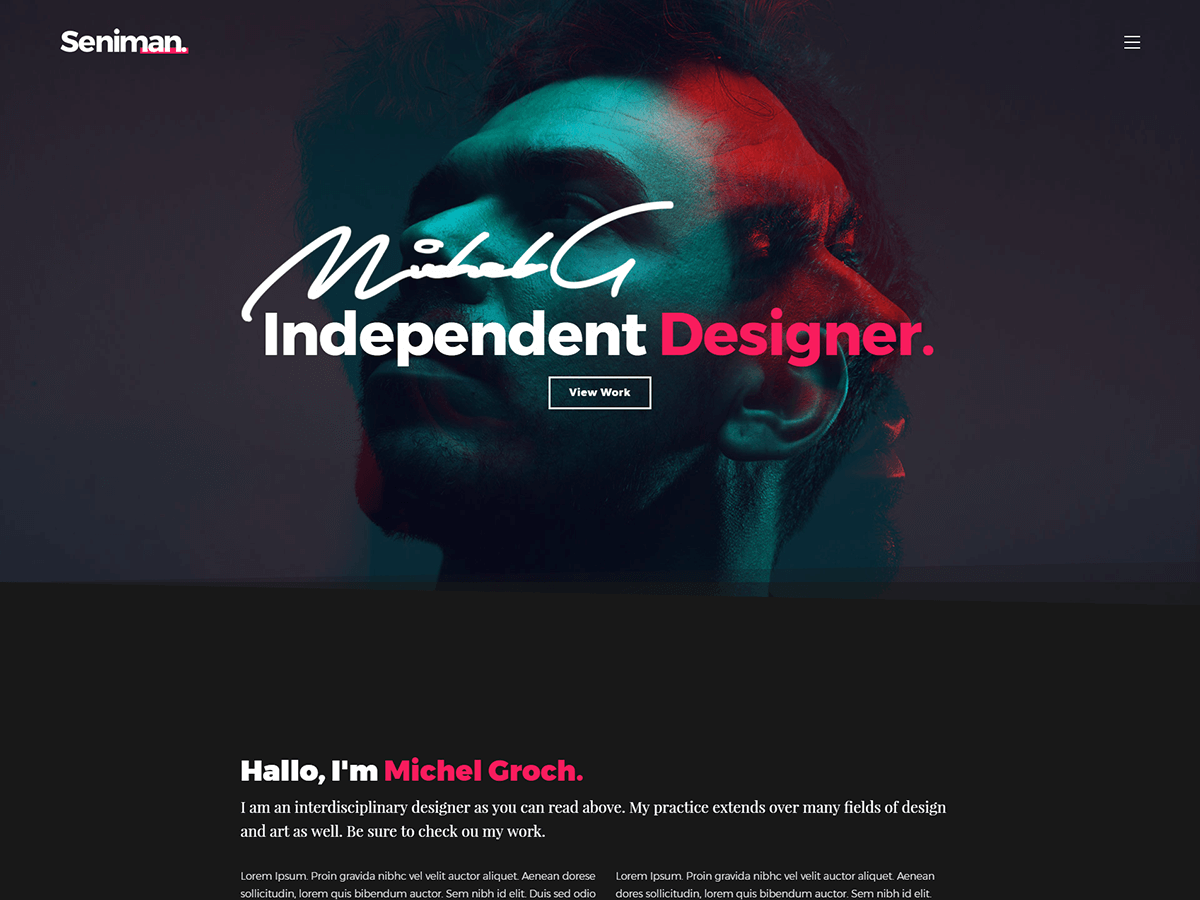 Seniman.
Michel G
Independent Designer.
View Work
Hallo, I'm Michel Groch.
I am an interdisciplinary designer as you can read above. My practice extends over many fields of design
and art as well. Be sure to check ou my work.
Lorem Ipsum. Proin gravida nibhc vel velit auctor aliquet. Aenean dorese
sollicitudin, lorem quis bibendum auctor. Sem nibh id elit. Duis sed odio
Lorem Ipsum. Proin gravida nibhc vel velit auctor aliquet. Aenean
dores sollicitudin, lorem quis bibendum auctor. Sem nibh id elit.